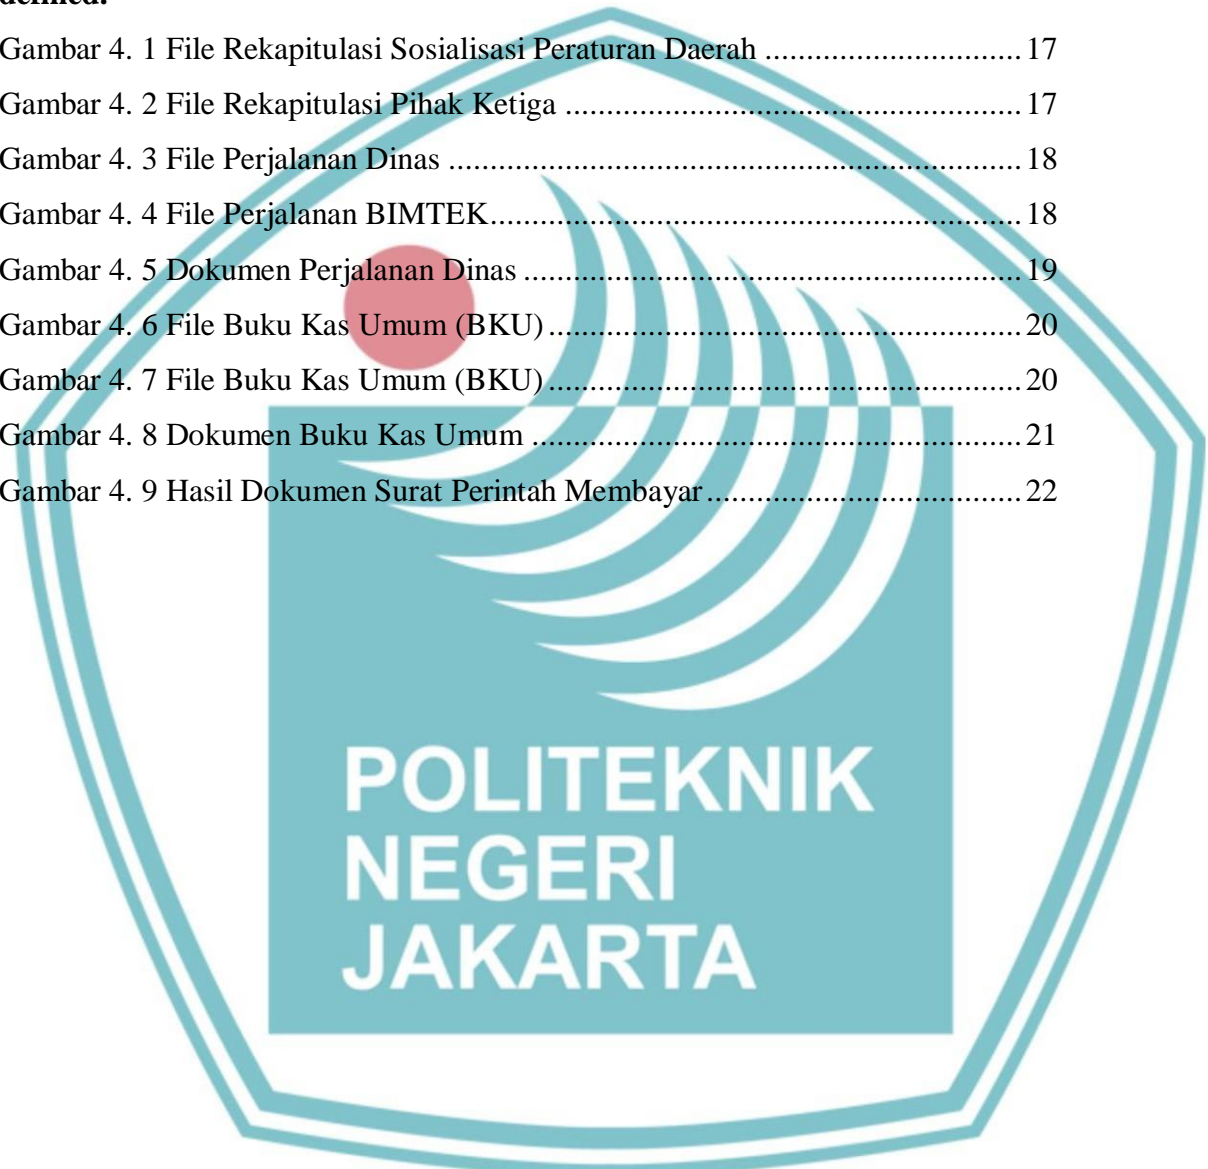 defined.
Gambar 4. 1 File Rekapitulasi Sosialisasi Peraturan Daerah ............................... 17
Gambar 4. 2 File Rekapitulasi Pihak Ketiga ....................................................... 17
Gambar 4. 3 File Perjalanan Dinas ..................................................................... 18
Gambar 4. 4 File Perjalanan BIMTEK................................................................ 18
Gambar 4. 5 Dokumen Perjalanan Dinas ............................................................ 19
Gambar 4. 6 File Buku Kas Umum (BKU) ......................................................... 20
Gambar 4. 7 File Buku Kas Umum (BKU) ......................................................... 20
Gambar 4. 8 Dokumen Buku Kas Umum ........................................................... 21
Gambar 4. 9 Hasil Dokumen Surat Perintah Membayar ...................................... 22
POLITEKNIK
NEGERI
JAKARTA